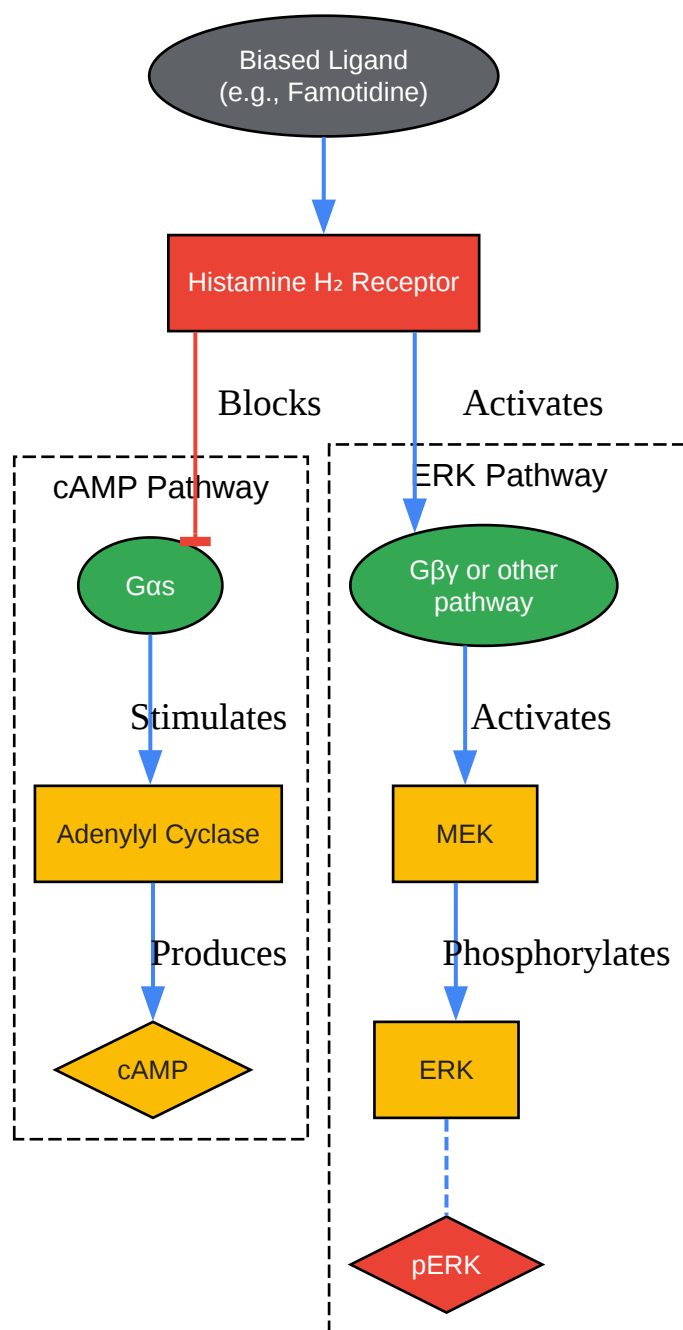 Biased Ligand
(e.g., Famotidine)
Histamine H₂ Receptor
Blocks
Activates
cAMP Pathway
ERK Pathway
Gαs
Gβγ or other
pathway
Stimulates
Activates
Adenylyl Cyclase
MEK
Produces
Phosphorylates
cAMP
ERK
pERK